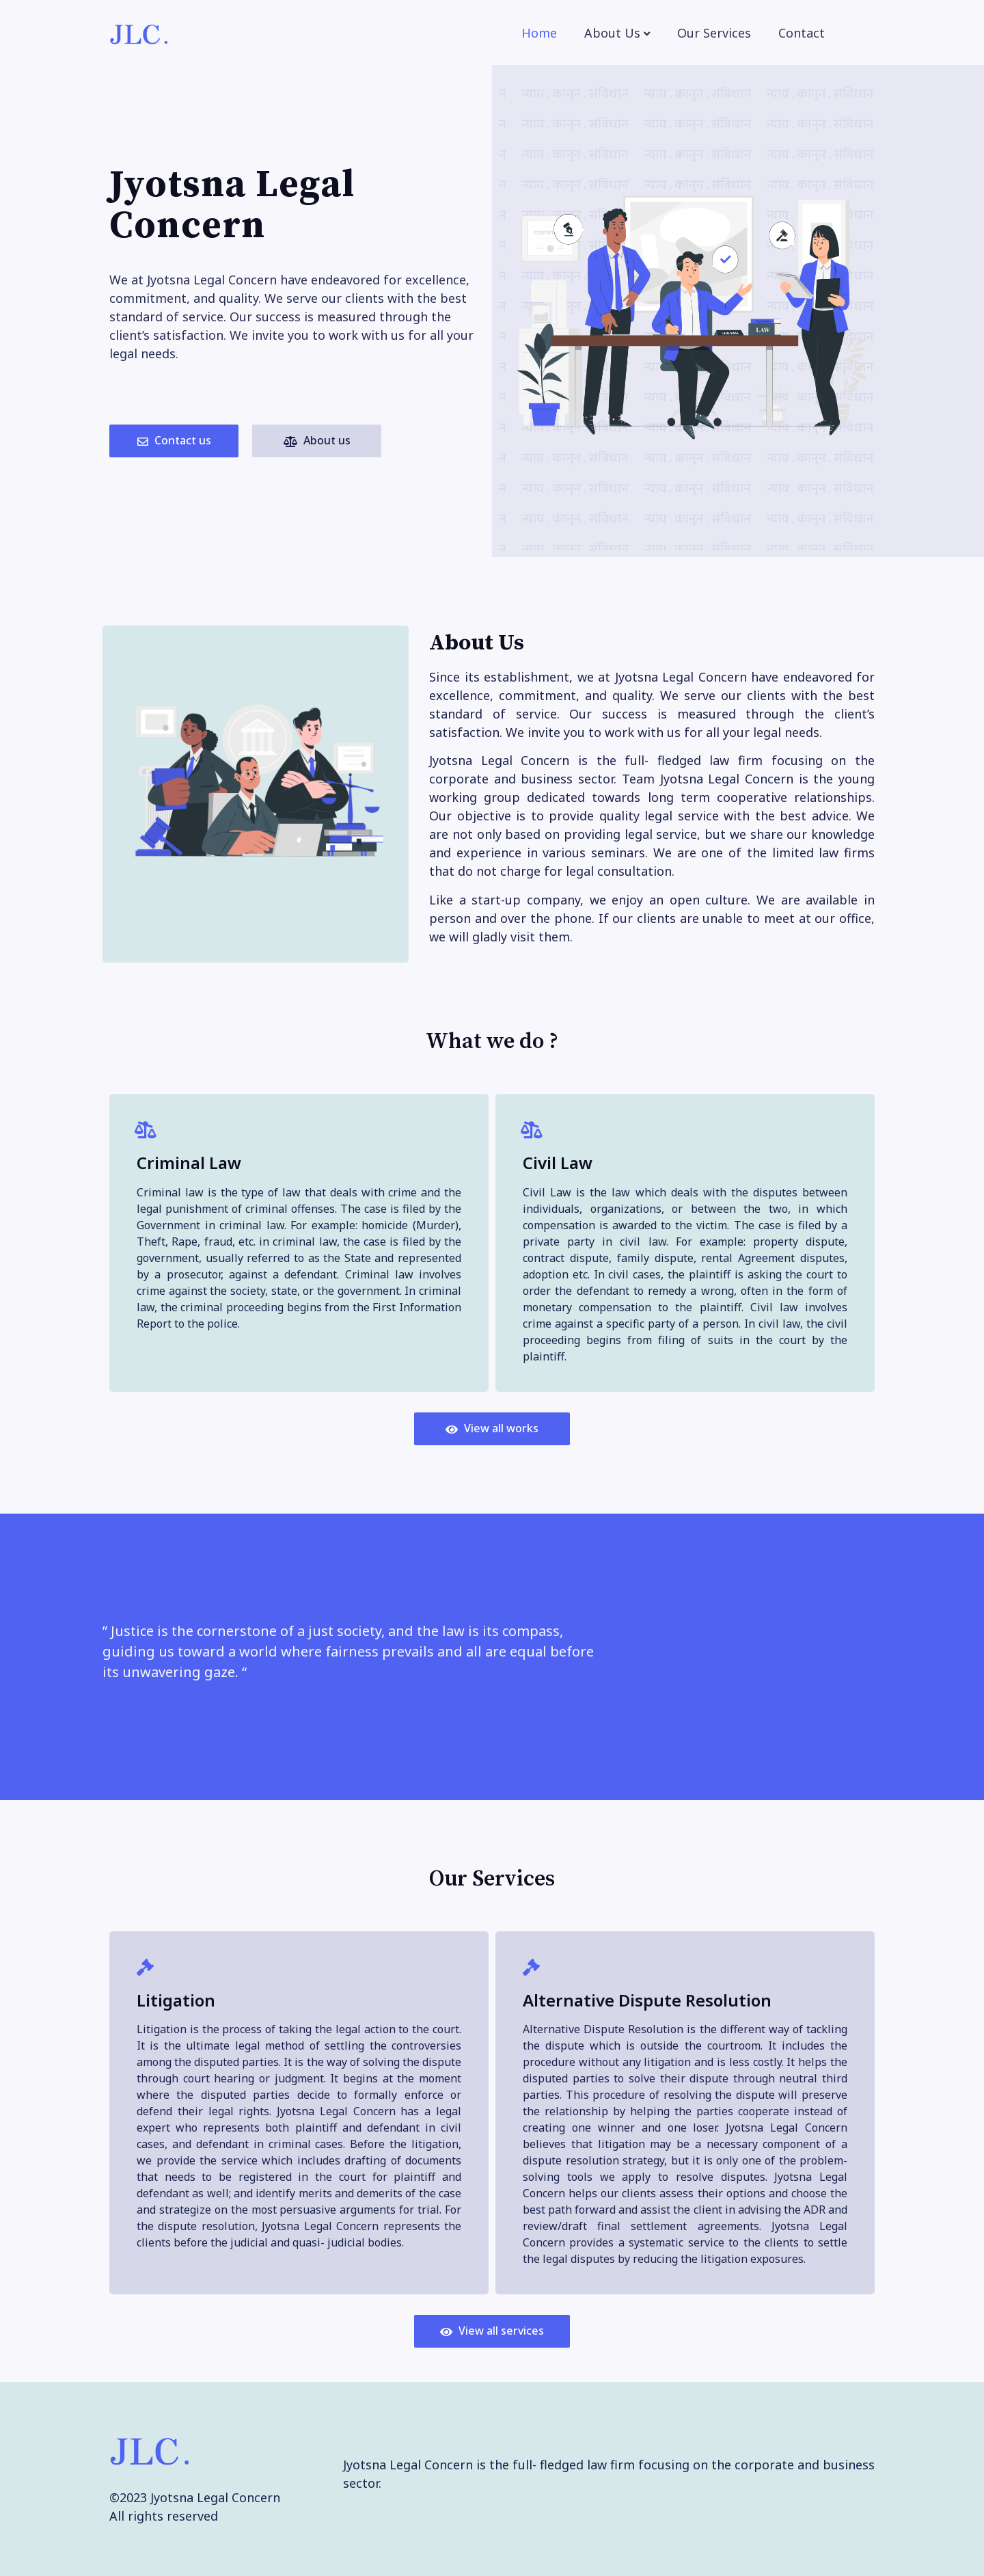 JLC.
Home About Us Our Services Contact
न न्याय . कानुन . संविधान न्याय . कानुन . संविधान न्याय . कानुन . संविधान
न न्याय . कानुन . संविधान न्याय . कानुन . संविधान न्याय . कानुन . संविधान
न न्याय . कानुन . संविधान न्याय . कानुन . संविधान न्याय . कानुन . संविधान
न न्याय . कानुन . संविधान न्याय . कानुन . संविधान न्याय . कानुन . संविधान
Jyotsna Legal
Concern
We at Jyotsna Legal Concern have endeavored for excellence,
commitment, and quality. We serve our clients with the best
standard of service. Our success is measured through the
client’s satisfaction. We invite you to work with us for all your
legal needs.
LAW
Contact us About us
न न्याय . कानुन . संविधान न्याय . कानुन . संविधान न्याय . कानुन . संविधान
न न्याय . कानुन . संविधान न्याय . कानुन . संविधान न्याय . कानुन . संविधान
न न्याय . कानुन . संविधान न्याय . कानुन . संविधान न्याय . कानुन . संविधान
About Us
Since its establishment, we at Jyotsna Legal Concern have endeavored for
excellence, commitment, and quality. We serve our clients with the best
standard of service. Our success is measured through the client’s
satisfaction. We invite you to work with us for all your legal needs.
Jyotsna Legal Concern is the full- fledged law firm focusing on the
corporate and business sector. Team Jyotsna Legal Concern is the young
working group dedicated towards long term cooperative relationships.
Our objective is to provide quality legal service with the best advice. We
are not only based on providing legal service, but we share our knowledge
and experience in various seminars. We are one of the limited law firms
that do not charge for legal consultation.
Like a start-up company, we enjoy an open culture. We are available in
person and over the phone. If our clients are unable to meet at our office,
we will gladly visit them.
What we do ?
Criminal Law
Criminal law is the type of law that deals with crime and the
legal punishment of criminal offenses. The case is filed by the
Government in criminal law. For example: homicide (Murder),
Theft, Rape, fraud, etc. in criminal law, the case is filed by the
government, usually referred to as the State and represented
by a prosecutor, against a defendant. Criminal law involves
crime against the society, state, or the government. In criminal
law, the criminal proceeding begins from the First Information
Report to the police.
Civil Law
Civil Law is the law which deals with the disputes between
individuals, organizations, or between the two, in which
compensation is awarded to the victim. The case is filed by a
private party in civil law. For example: property dispute,
contract dispute, family dispute, rental Agreement disputes,
adoption etc. In civil cases, the plaintiff is asking the court to
order the defendant to remedy a wrong, often in the form of
monetary compensation to the plaintiff. Civil law involves
crime against a specific party of a person. In civil law, the civil
proceeding begins from filing of suits in the court by the
plaintiff.
View all works
” Justice is the cornerstone of a just society, and the law is its compass,
guiding us toward a world where fairness prevails and all are equal before
its unwavering gaze. “
Our Services
Litigation
Litigation is the process of taking the legal action to the court.
It is the ultimate legal method of settling the controversies
among the disputed parties. It is the way of solving the dispute
through court hearing or judgment. It begins at the moment
where the disputed parties decide to formally enforce or
defend their legal rights. Jyotsna Legal Concern has a legal
expert who represents both plaintiff and defendant in civil
cases, and defendant in criminal cases. Before the litigation,
we provide the service which includes drafting of documents
that needs to be registered in the court for plaintiff and
defendant as well; and identify merits and demerits of the case
and strategize on the most persuasive arguments for trial. For
the dispute resolution, Jyotsna Legal Concern represents the
clients before the judicial and quasi- judicial bodies.
Alternative Dispute Resolution
Alternative Dispute Resolution is the different way of tackling
the dispute which is outside the courtroom. It includes the
procedure without any litigation and is less costly. It helps the
disputed parties to solve their dispute through neutral third
parties. This procedure of resolving the dispute will preserve
the relationship by helping the parties cooperate instead of
creating one winner and one loser. Jyotsna Legal Concern
believes that litigation may be a necessary component of a
dispute resolution strategy, but it is only one of the problem-
solving tools we apply to resolve disputes. Jyotsna Legal
Concern helps our clients assess their options and choose the
best path forward and assist the client in advising the ADR and
review/draft final settlement agreements. Jyotsna Legal
Concern provides a systematic service to the clients to settle
the legal disputes by reducing the litigation exposures.
View all services
JLC.
©2023 Jyotsna Legal Concern
All rights reserved
Jyotsna Legal Concern is the full- fledged law firm focusing on the corporate and business
sector.